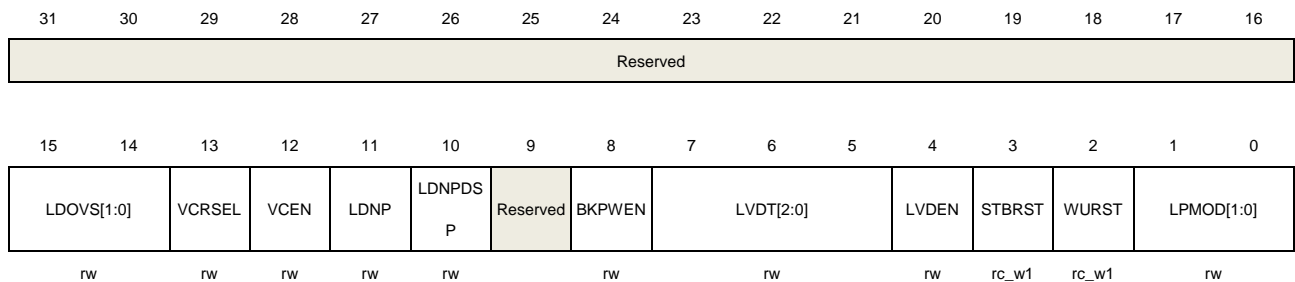 31 30 29 28 27 26 25 24 23 22 21 20 19 18 17 16
Reserved
15 14 13 12 11 10 9 8 7 6 5 4 3 2 1 0
LDOVS[1:0] VCRSEL VCEN LDNP LDNPDS Reserved BKPWEN LVDT[2:0] LVDEN STBRST WURST LPMOD[1:0]
P
rw rw rw rw rw rw rw rw rc_w1 rc_w1 rw